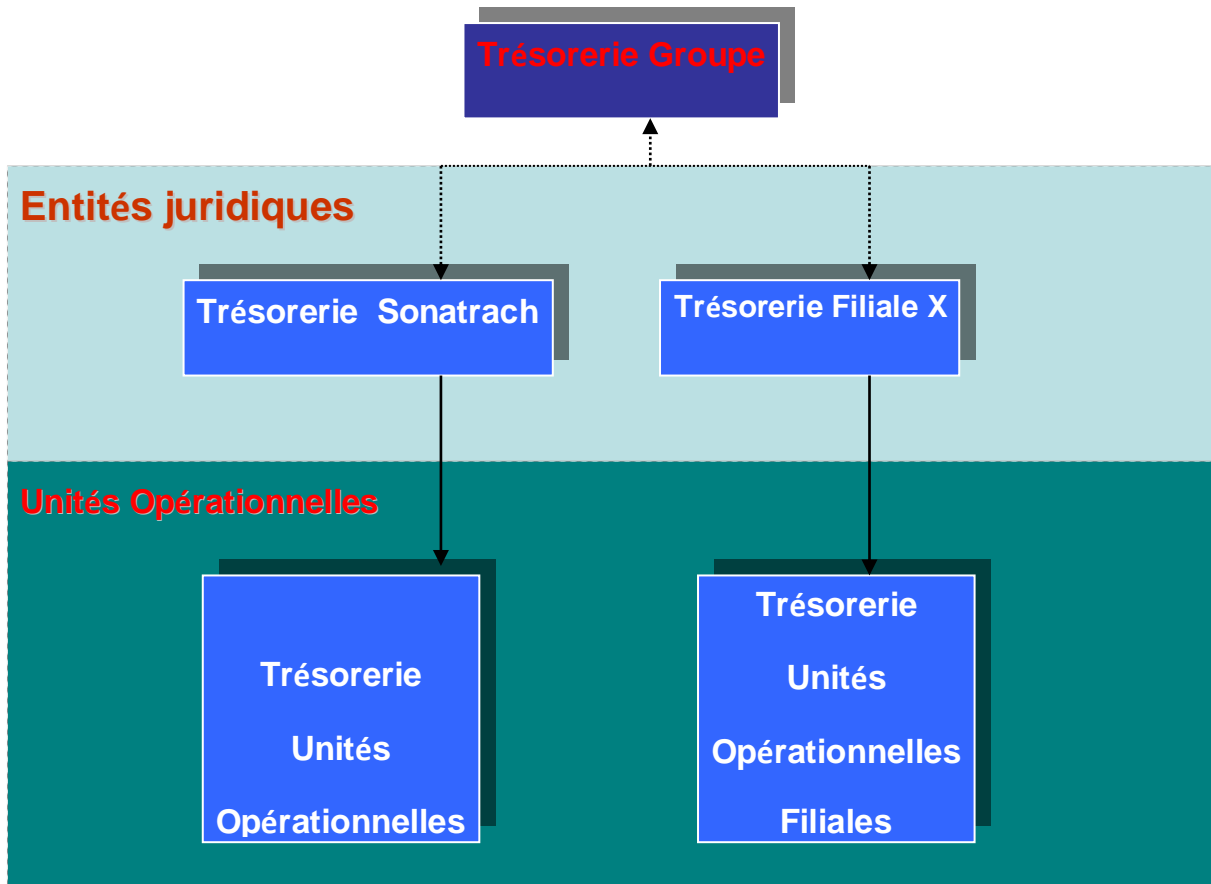 Trésorerie Groupe
Entités juridiques
Trésorerie Sonatrach
Trésorerie Filiale X
Unités Opérationnelles
Trésorerie
Unités
Opérationnelles
Trésorerie
Unités
Opérationnelles
Filiales